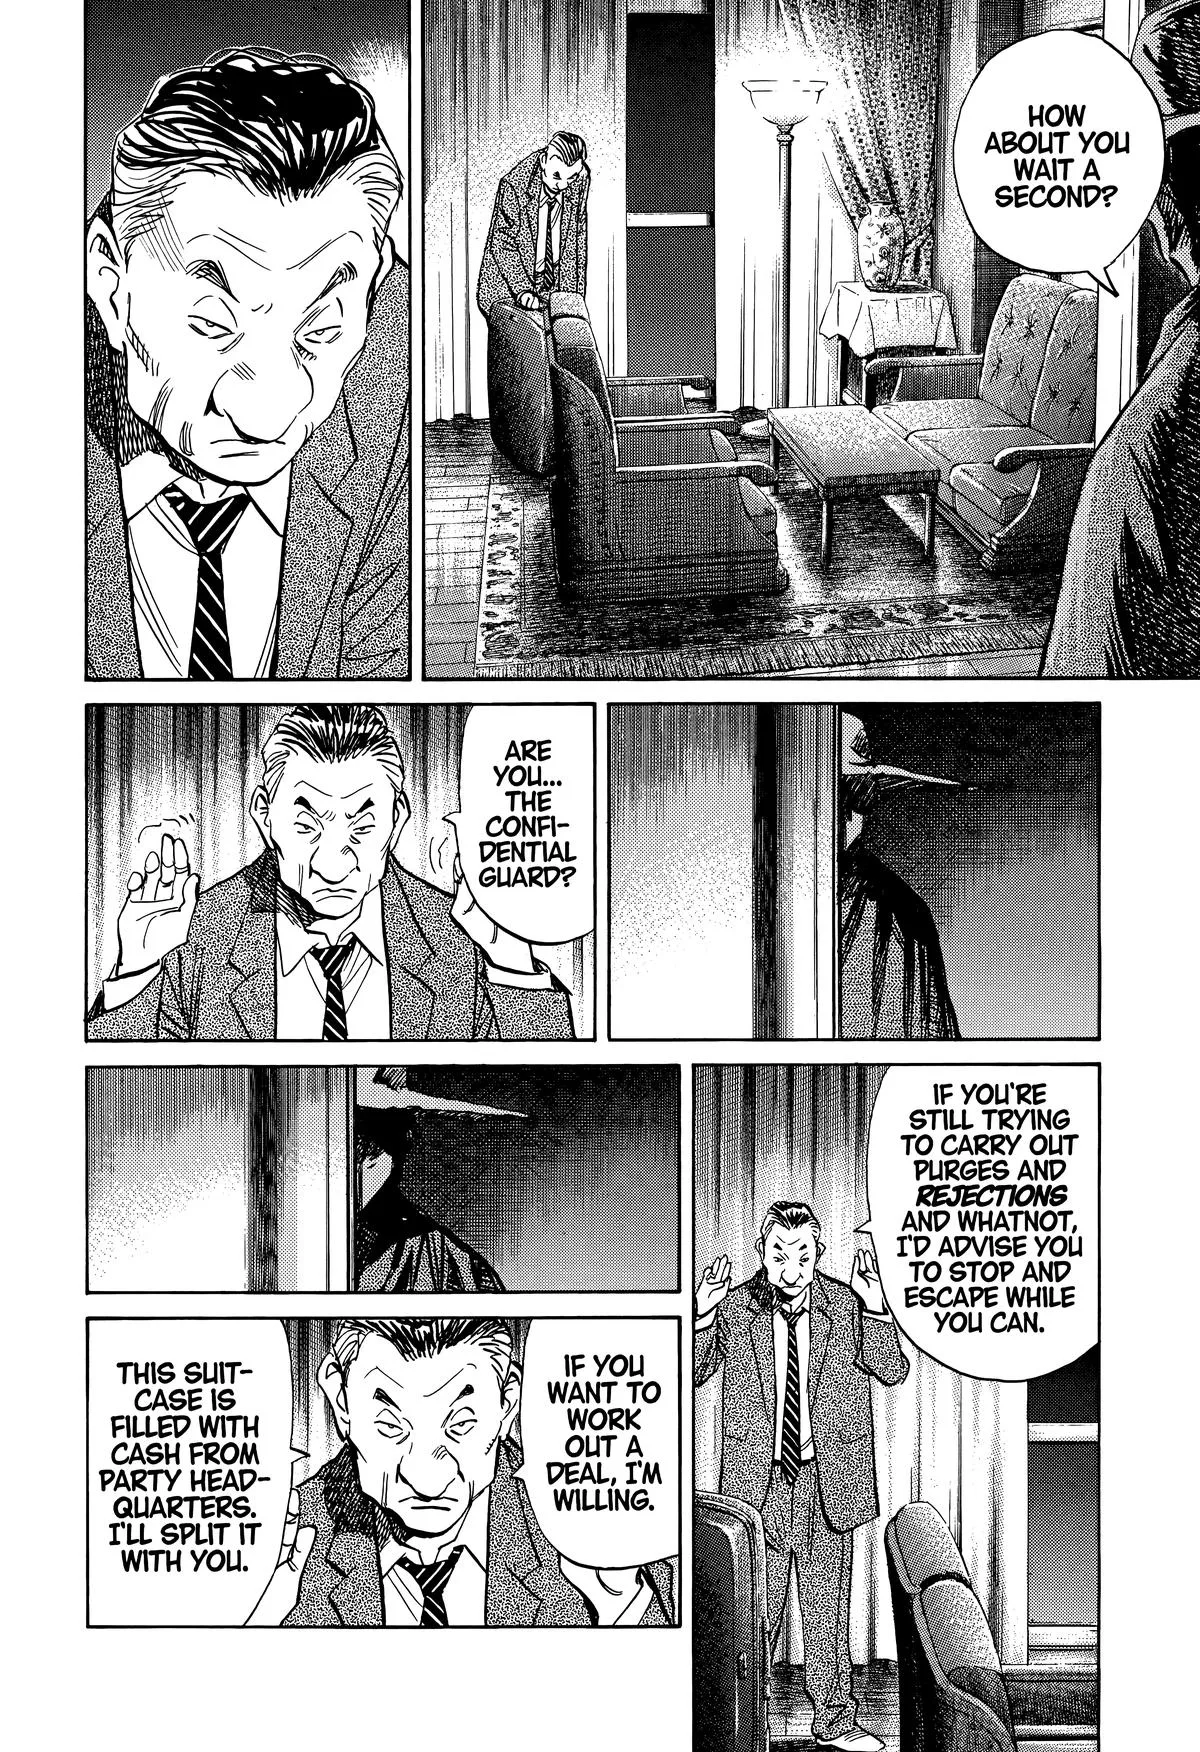 HOW
ABOUT YOU
WAIT A
SECOND?
ARE
YOU...
THE
CONFI-
DENTIAL
GUARD?
IF YOU'RE
STILL TRYING
TO CARRY OUT
PURGES AND
REJECTIONS
AND WHATNOT,
I'D ADVISE YOU
TO STOP AND
ESCAPE WHILE
YOU CAN.
IF YOU
WANT TO
WORK
OUT A
DEAL, I'M
WILLING.
THIS SUIT-
CASE IS
FILLED WITH
CASH FROM
PARTY HEAD-
QUARTERS.
I'LL SPLIT IT
WITH YOU.